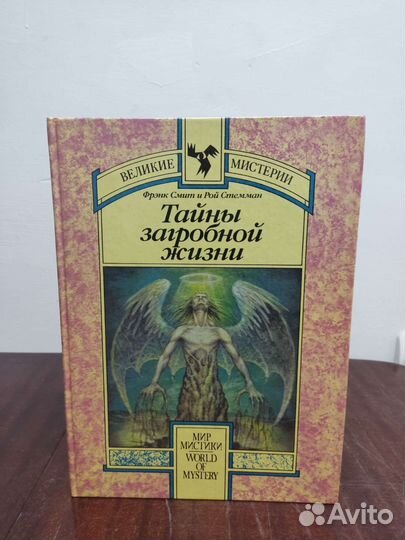 ВЕЛИКИЕ МИСТЕРИИ
Фрэнк Смит и Рой Стемман
Тайны
загробной
жизни
МИР
МИСТИКИ
WORLD
OF
MYSTERY
Avito